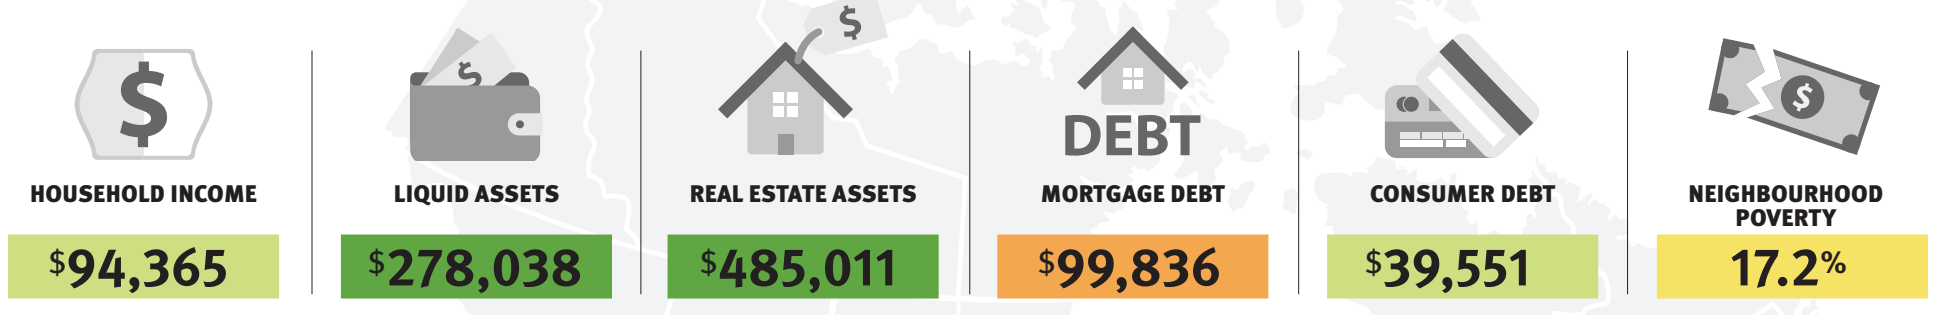 $
$
$
DEBT
$
HOUSEHOLD INCOME
LIQUID ASSETS
REAL ESTATE ASSETS
MORTGAGE DEBT
CONSUMER DEBT
NEIGHBOURHOOD
POVERTY
$94,365
$278,038
$485,011
$99,836
$39,551
17.2%